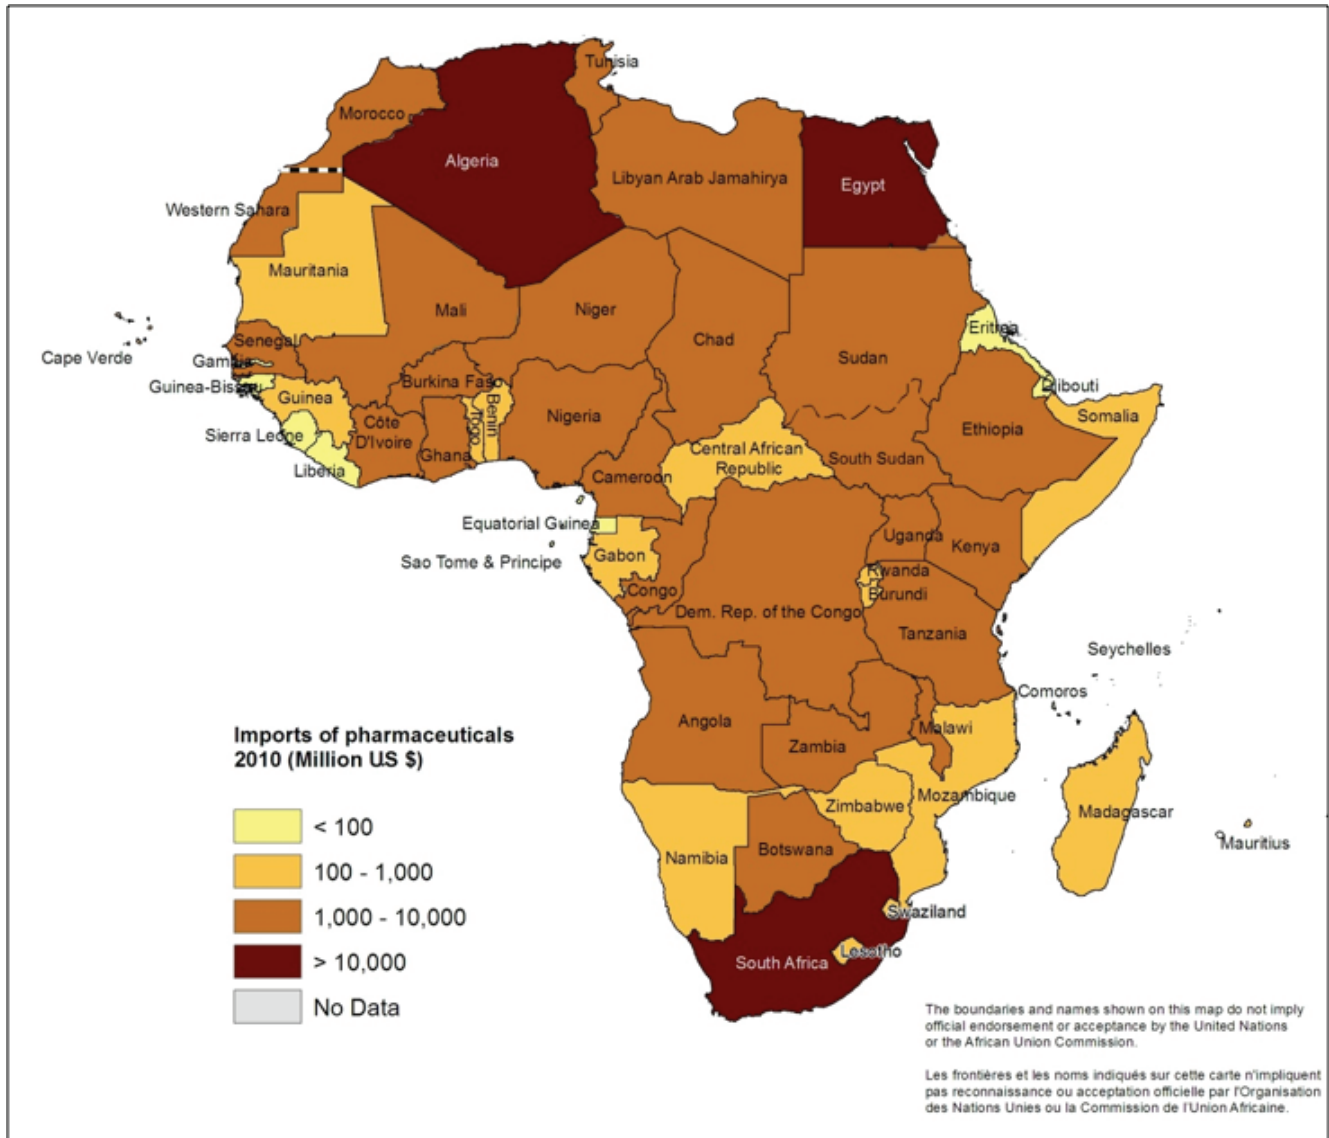 Tunisia
Morocco
Algeria
Libyan Arab Jamahirya
Egypt
Western Sahara
Mauritania
Mali
Niger
Chad
Sudan
Eritrea
Cape Verde
Senegal
Gambia
Guinea-Bissau
Guinea
Burkina Faso
Benin
Togo
Nigeria
Djibouti
Somalia
Sierra Leone
Côte
D'Ivoire
Ghana
Liberia
Cameroon
Central African
Republic
South Sudan
Ethiopia
Equatorial Guinea
Sao Tome & Principe
Gabon
Congo
Dem. Rep. of the Congo
Uganda
Kenya
Rwanda
Burundi
Tanzania
Seychelles
Comoros
Angola
Zambia
Malawi
Mozambique
Zimbabwe
Madagascar
Mauritius
Namibia
Botswana
Swaziland
Lesotho
South Africa
Imports of pharmaceuticals
2010 (Million US $)
< 100
100 - 1,000
1,000 - 10,000
> 10,000
No Data
The boundaries and names shown on this map do not imply
official endorsement or acceptance by the United Nations
or the African Union Commission.
Les frontières et les noms indiqués sur cette carte n'impliquent
pas reconnaissance ou acceptation officielle par l'Organisation
des Nations Unies ou la Commission de l'Union Africaine.